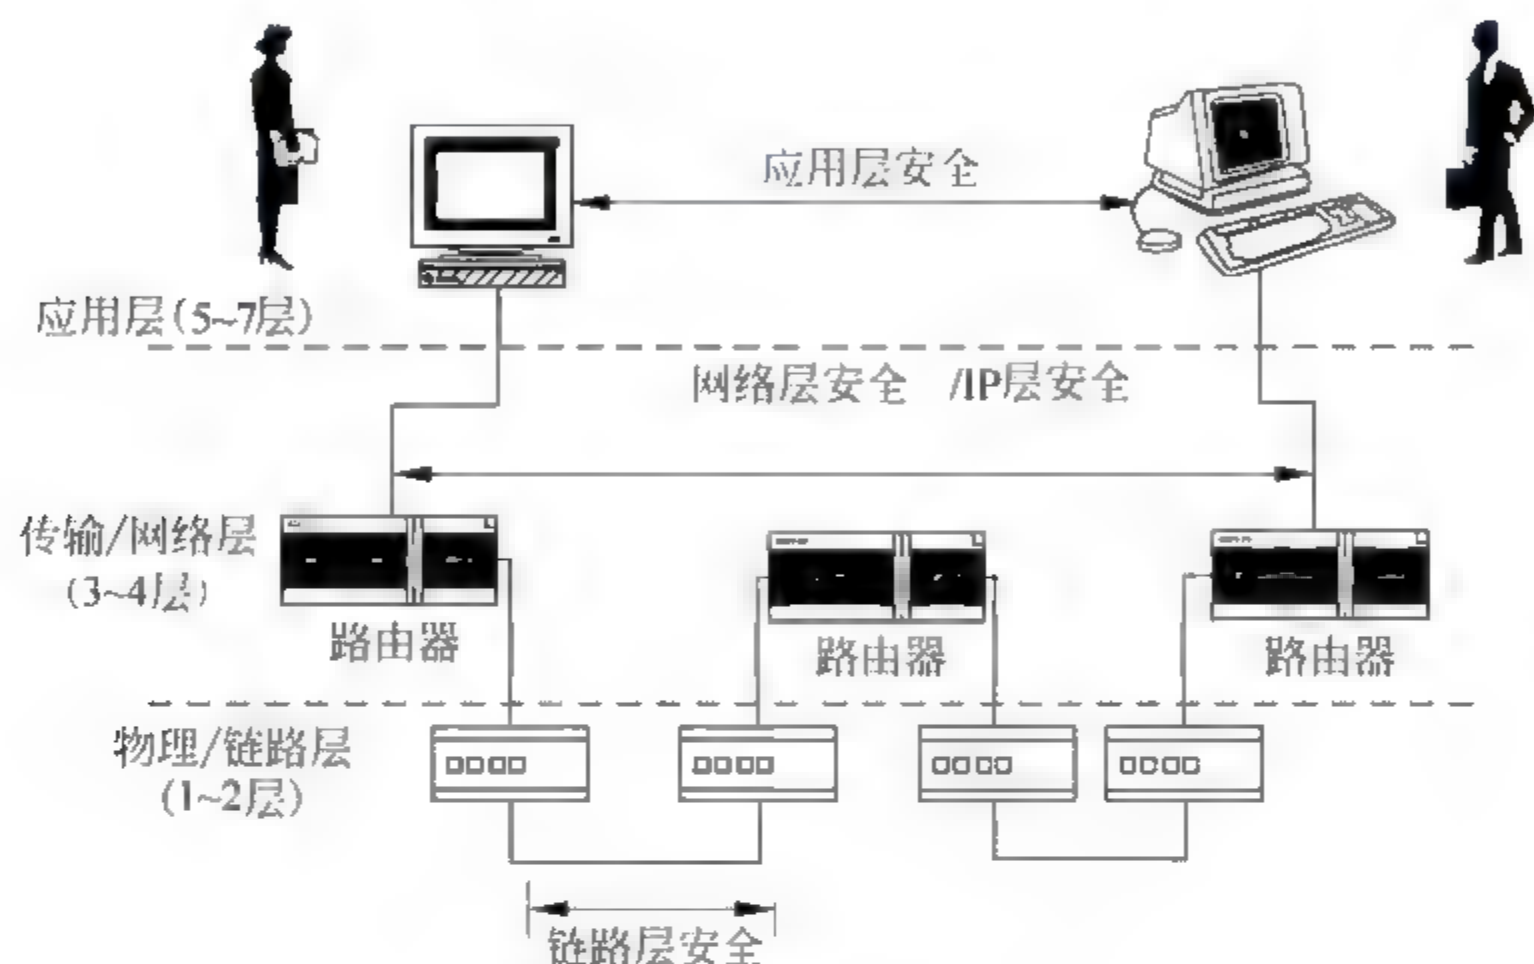 应用层安全
应用层(5~7层)
网络层安全 /IP层安全
传输/网络层
(3~4层)
路由器
路由器
路由器
物理/链路层
(1~2层)
链路层安全